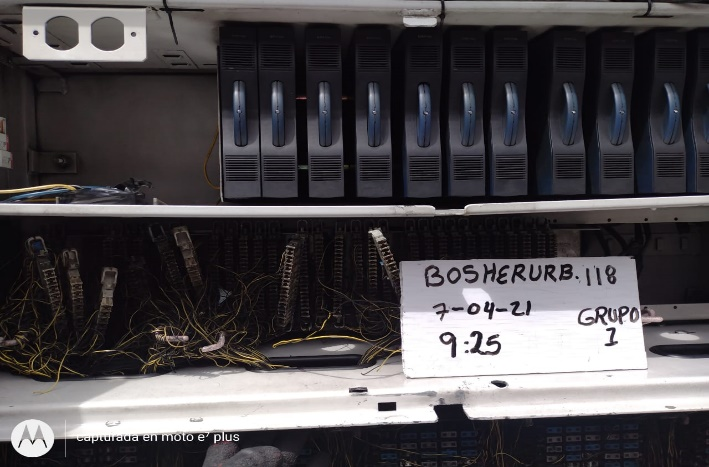 BOSHERURB.118
7-04-21
GRUPO
1
9:25
capturada en moto e⁷ plus